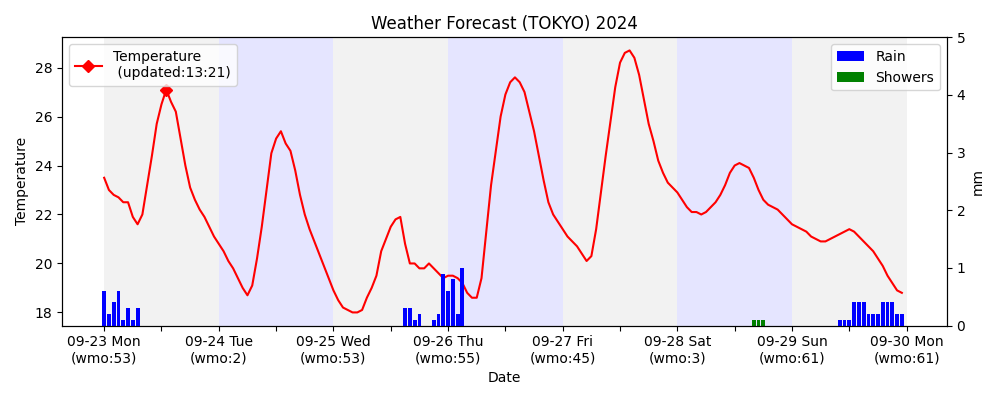 Weather Forecast (TOKYO) 2024
Temperature
(updated:13:21)
Rain
Showers
Temperature
28
26
24
22
20
18
5
4
3
2
1
0
mm
09-23 Mon
(wmo:53)
09-24 Tue
(wmo:2)
09-25 Wed
(wmo:53)
09-26 Thu
(wmo:55)
09-27 Fri
(wmo:45)
09-28 Sat
(wmo:3)
09-29 Sun
(wmo:61)
09-30 Mon
(wmo:61)
Date